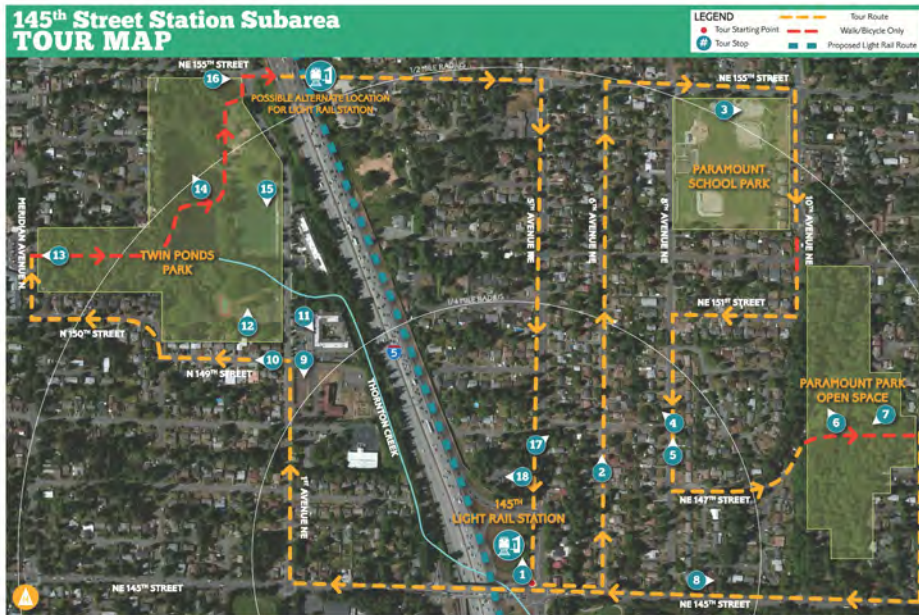 145th Street Station Subarea
TOUR MAP
LEGEND
Tour Starting Point
# Tour Stop
Tour Route
Walk/Bicycle Only
Proposed Light Rail Route
NE 155TH STREET
16
POSSIBLE ALTERNATE LOCATION
FOR LIGHT RAIL STATION
1/2 MILE RADIUS
NE 155TH STREET
3
PARAMOUNT
SCHOOL PARK
14
15
MERIDIAN AVENUE N
13
TWIN PONDS
PARK
5TH AVENUE NE
6TH AVENUE NE
8TH AVENUE NE
10TH AVENUE NE
1/4 MILE RADIUS
NE 151ST STREET
N 150TH STREET
12
11
10
9
N 149TH STREET
5
THORNTON CREEK
PARAMOUNT PARK
OPEN SPACE
4
6
7
17
5
2
18
1ST AVENUE NE
145TH
LIGHT RAIL STATION
NE 147TH STREET
1
8
NE 145TH STREET
NE 145TH STREET